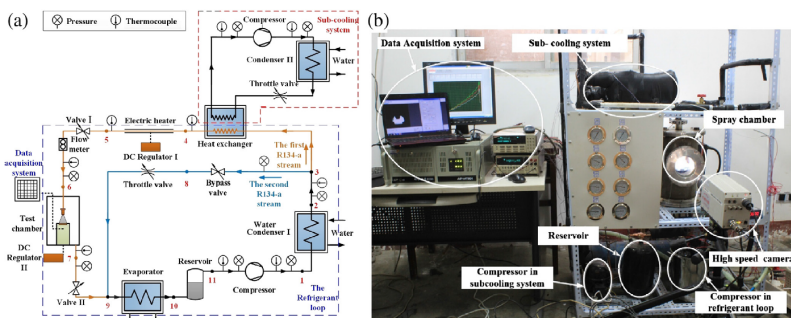 (a)
Pressure
Thermocouple
Compressor
Sub-cooling
system
Condenser II
Water
Throttle valve
Valve I
Electric heater
Flow
meter
5
4
DC Regulator I
Heat exchanger
The first
R134-a
stream
Data
acquisition
system
6
Throttle valve
8
Bypass
valve
The second
R134-a stream
3
2
Test
chamber
Water
Condenser I
Water
DC
Regulator
II
7
Valve II
Evaporator
Reservoir
9
10
11
Compressor
1
The
Refrigerant
loop
(b)
Data Acquisition system
Sub- cooling system
Spray chamber
Reservoir
High speed camera
Compressor in
subcooling system
Compressor in
refrigerant loop